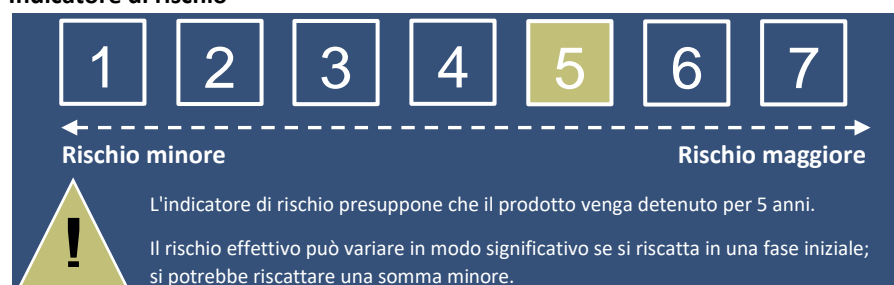 Indicatore di rischio
1 2 3 4 5 6 7
Rischio minore Rischio maggiore
!
L'indicatore di rischio presuppone che il prodotto venga detenuto per 5 anni.
Il rischio effettivo può variare in modo significativo se si riscatta in una fase iniziale;
si potrebbe riscattare una somma minore.